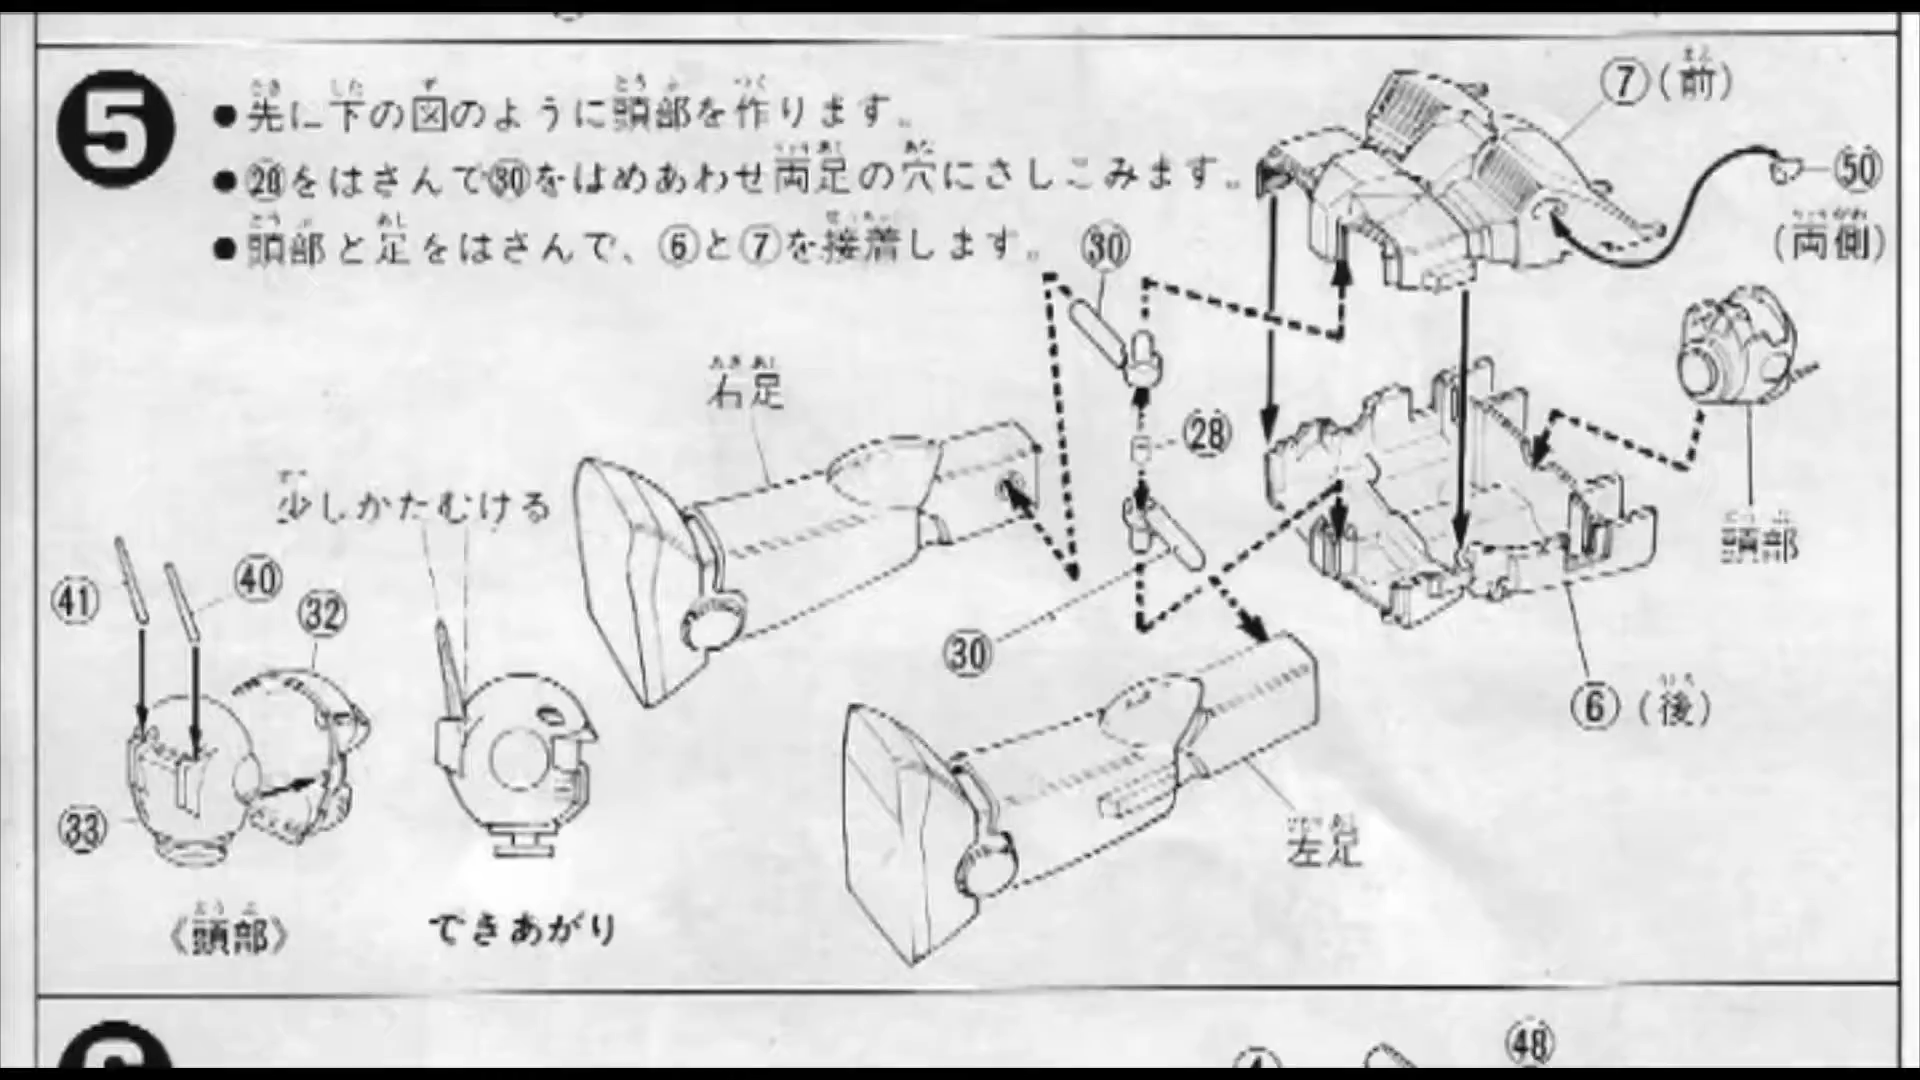 5
●先に下の図のように頭部を作ります。
●㉘をはさんで㉚をはめあわせ両足の穴にさしこみます。
●頭部と足をはさんで、⑥と⑦を接着します。
⑦(前)
㊿
(両側)
㉚
右足
㉘
頭部
少しかたむける
㊶
㊵
㉜
㉚
⑥(後)
㉝
左足
《頭部》
できあがり
6
㊽
4